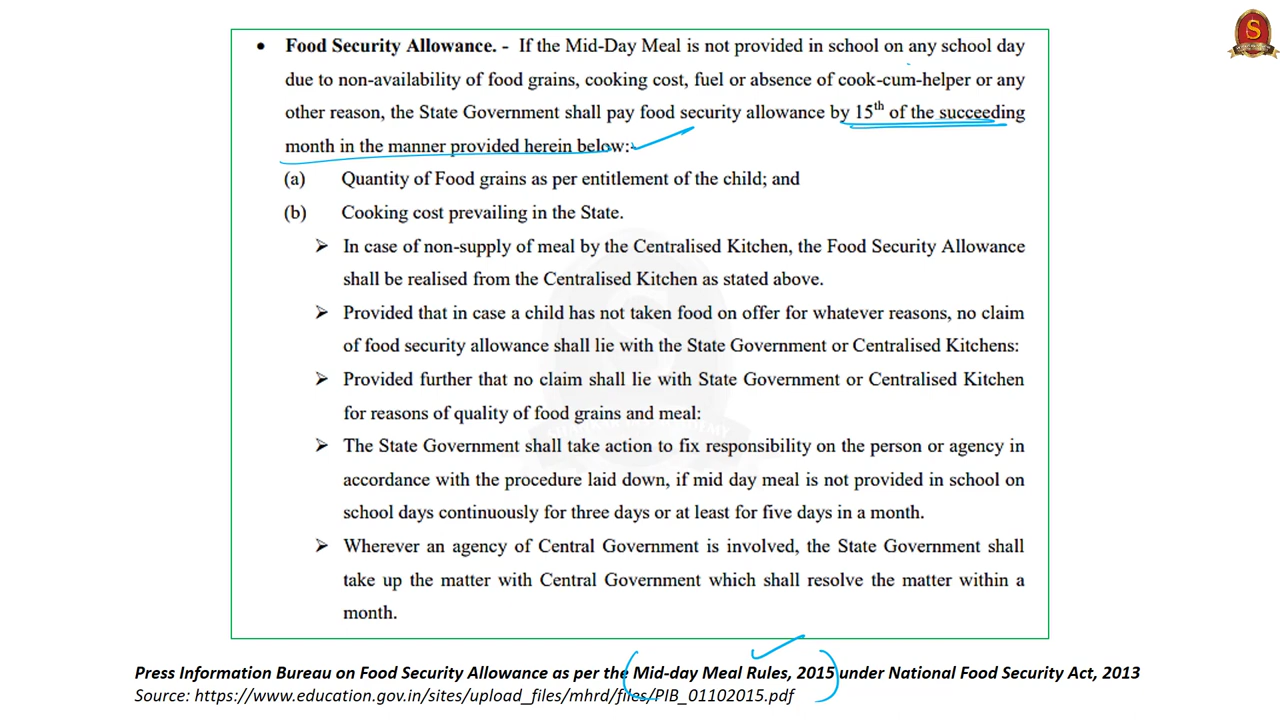 • Food Security Allowance. - If the Mid-Day Meal is not provided in school on any school day
due to non-availability of food grains, cooking cost, fuel or absence of cook-cum-helper or any
other reason, the State Government shall pay food security allowance by 15th of the succeeding
month in the manner provided herein below:-
(a) Quantity of Food grains as per entitlement of the child; and
(b) Cooking cost prevailing in the State.
➢ In case of non-supply of meal by the Centralised Kitchen, the Food Security Allowance
shall be realised from the Centralised Kitchen as stated above.
➢ Provided that in case a child has not taken food on offer for whatever reasons, no claim
of food security allowance shall lie with the State Government or Centralised Kitchens:
➢ Provided further that no claim shall lie with State Government or Centralised Kitchen
for reasons of quality of food grains and meal:
➢ The State Government shall take action to fix responsibility on the person or agency in
accordance with the procedure laid down, if mid day meal is not provided in school on
school days continuously for three days or at least for five days in a month.
➢ Wherever an agency of Central Government is involved, the State Government shall
take up the matter with Central Government which shall resolve the matter within a
month.
Press Information Bureau on Food Security Allowance as per the Mid-day Meal Rules, 2015 under National Food Security Act, 2013
Source: https://www.education.gov.in/sites/upload_files/mhrd/files/PIB_01102015.pdf